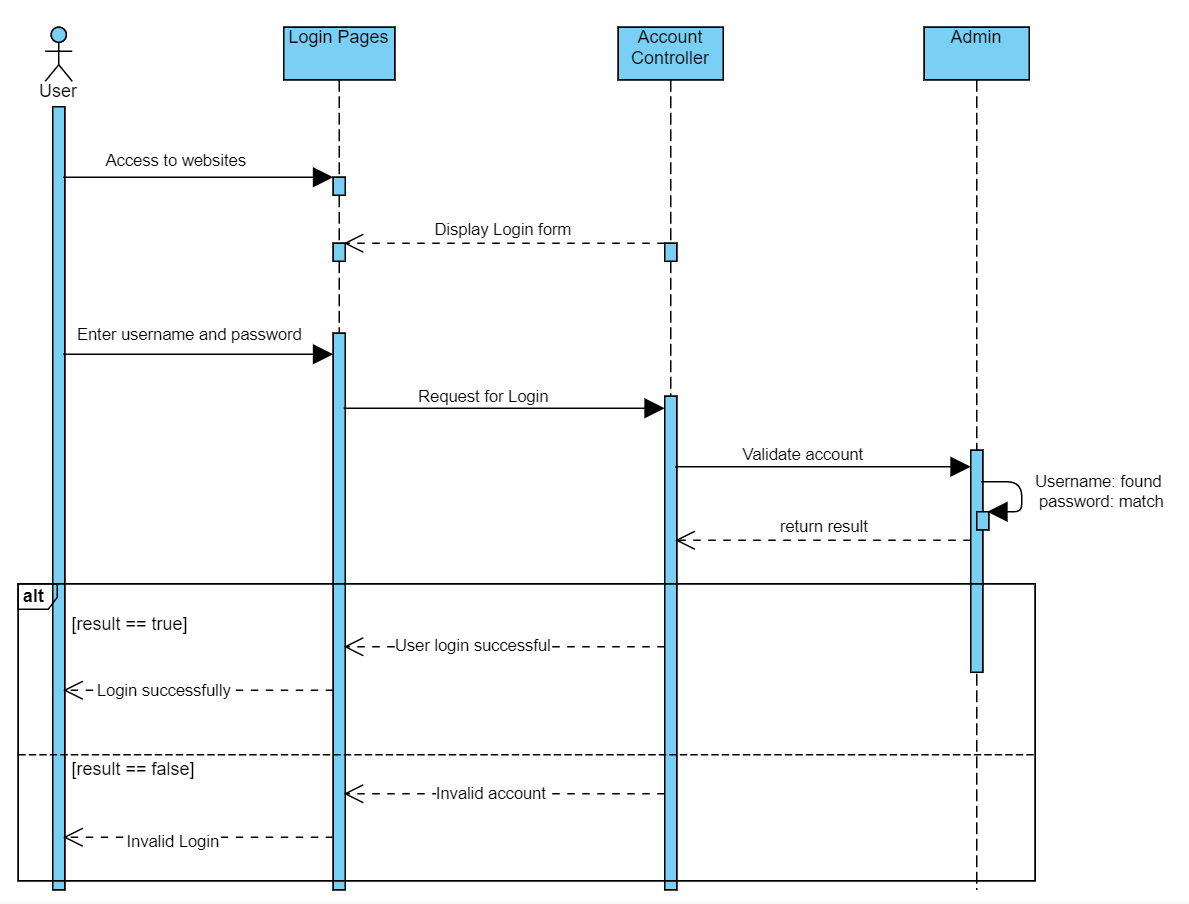 User
Login Pages
Account
Controller
Admin
Access to websites
Display Login form
Enter username and password
Request for Login
Validate account
Username: found
password: match
return result
alt
[result == true]
User login successful
Login successfully
[result == false]
Invalid account
Invalid Login